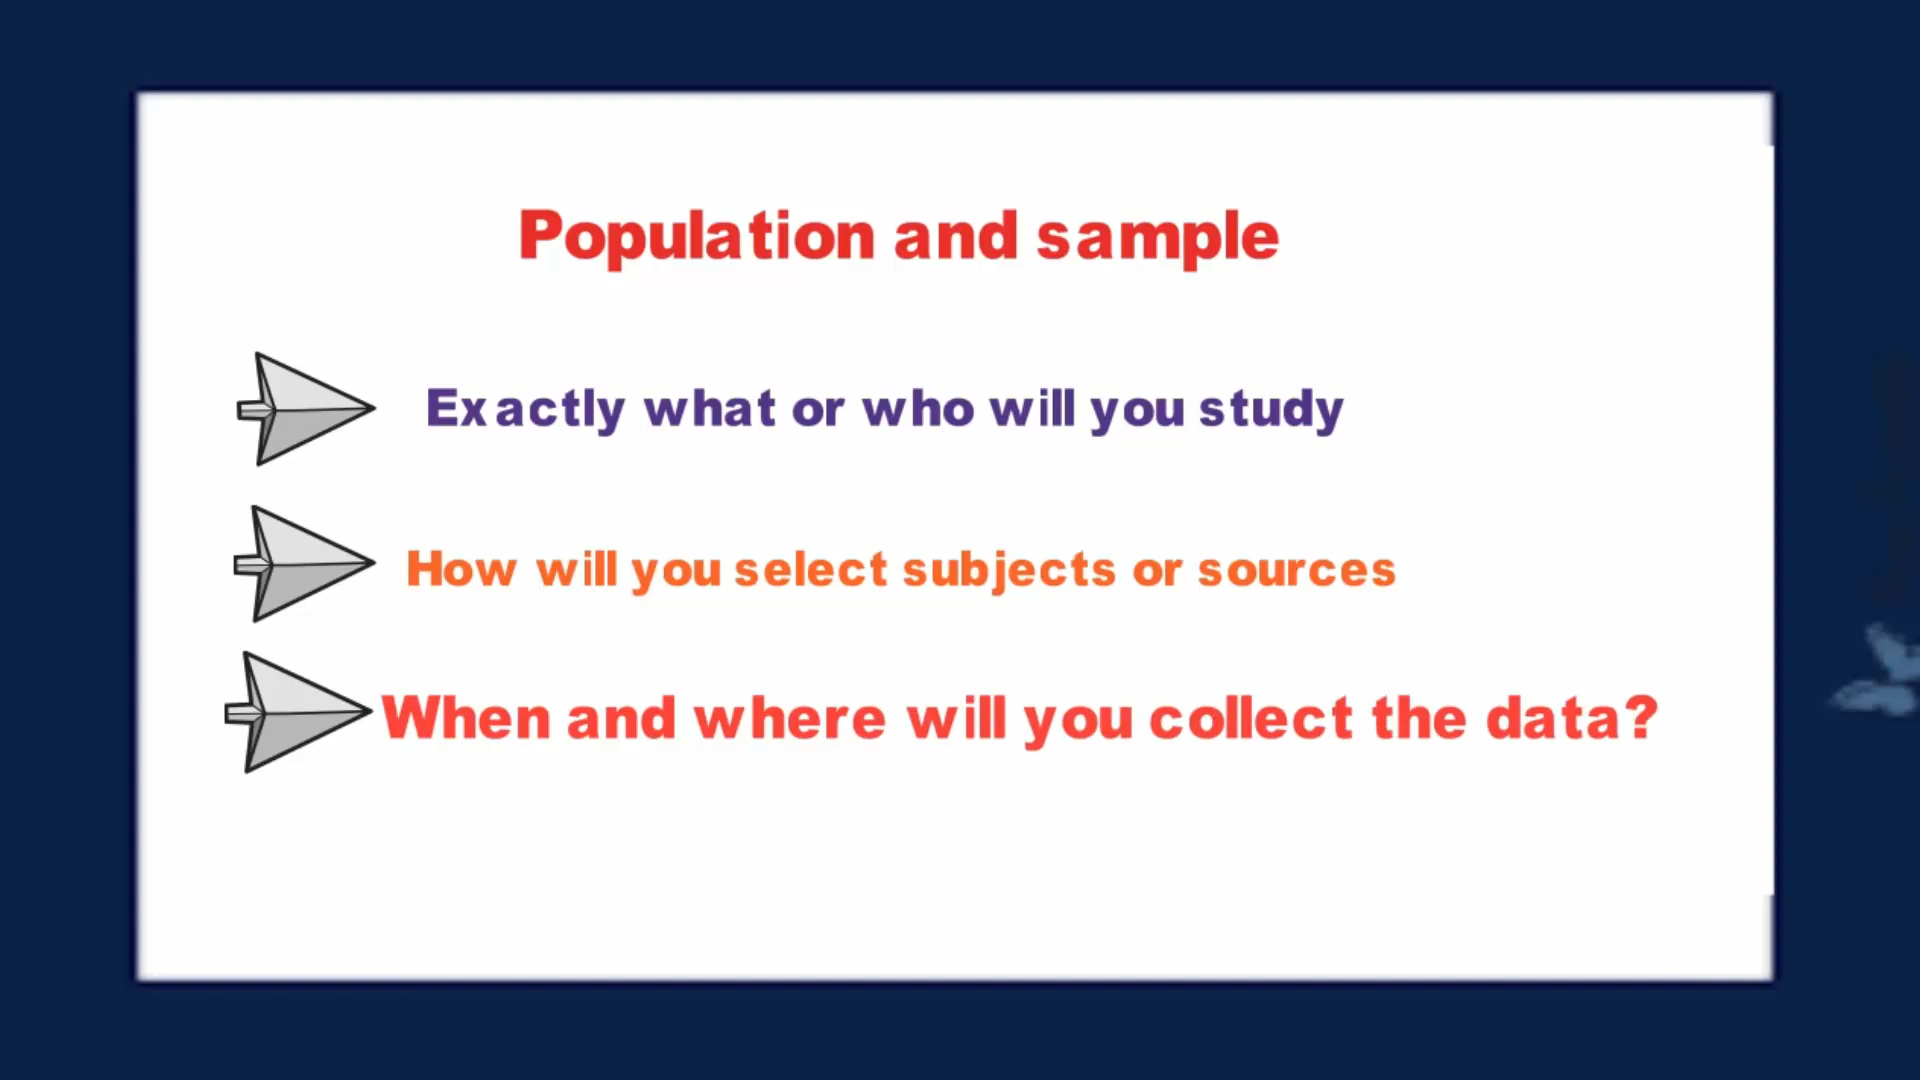 Population and sample
Exactly what or who will you study
How will you select subjects or sources
When and where will you collect the data?